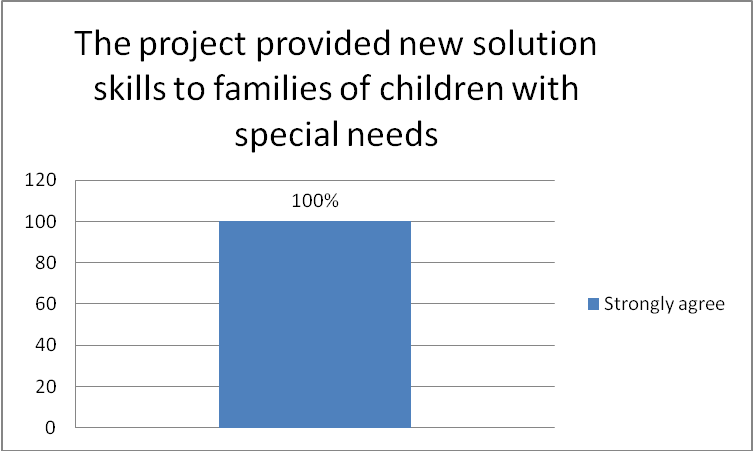 The project provided new solution
skills to families of children with
special needs
120
100%
100
80
60
Strongly agree
40
20
0